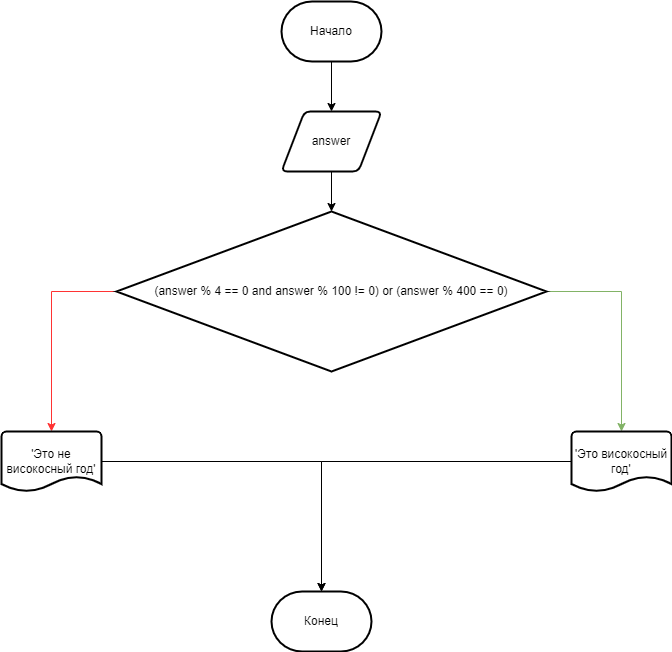 Начало
answer
(answer % 4 == 0 and answer % 100 != 0) or (answer % 400 == 0)
'Это не
високосный год'
'Это високосный
год'
Конец